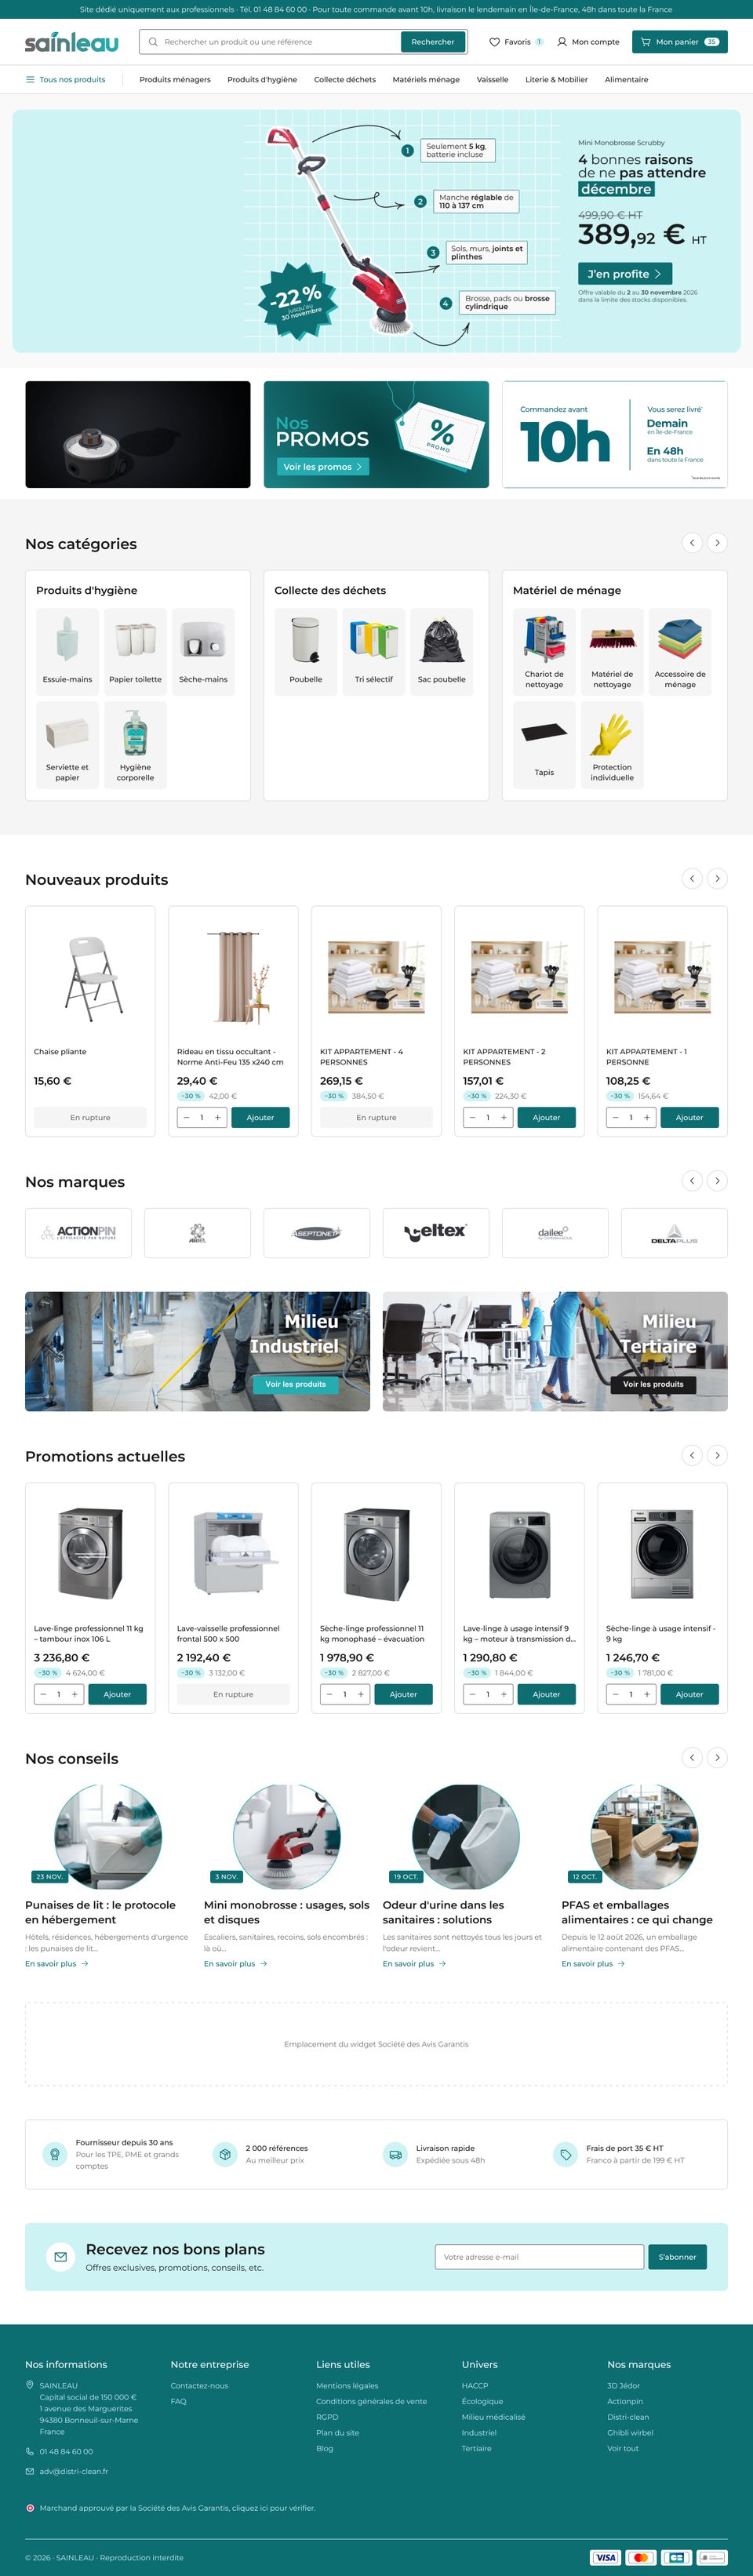 Site dédié uniquement aux professionnels · Tél. 01 48 84 60 00 · Pour toute commande avant 10h, livraison le lendemain en Île-de-France, 48h dans toute la France
sainleau
Rechercher un produit ou une référence
Rechercher
Favoris 1
Mon compte
Mon panier 35
Tous nos produits
Produits ménagers
Produits d'hygiène
Collecte déchets
Matériels ménage
Vaisselle
Literie & Mobilier
Alimentaire
1 Seulement 5 kg,
batterie incluse
2 Manche réglable de
110 à 137 cm
3 Sols, murs, joints et
plinthes
4 Brosse, pads ou brosse
cylindrique
-22 %
jusqu'au
30 novembre
Mini Monobrosse Scrubby
4 bonnes raisons
de ne pas attendre
décembre
499,90 € HT
389,92 € HT
J'en profite
Offre valable du 2 au 30 novembre 2026
dans la limite des stocks disponibles.
Nos
PROMOS
Voir les promos
%
PROMO
Commandez avant
10h
Vous serez livré
Demain
en Île-de-France
En 48h
dans toute la France
Nos catégories
Produits d'hygiène
Essuie-mains
Papier toilette
Sèche-mains
Serviette et
papier
Hygiène
corporelle
Collecte des déchets
Poubelle
Tri sélectif
Sac poubelle
Matériel de ménage
Chariot de
nettoyage
Matériel de
nettoyage
Accessoire de
ménage
Tapis
Protection
individuelle
Nouveaux produits
Chaise pliante
15,60 €
En rupture
Rideau en tissu occultant -
Norme Anti-Feu 135 x240 cm
29,40 €
-30 % 42,00 €
1
Ajouter
KIT APPARTEMENT - 4
PERSONNES
269,15 €
-30 % 384,50 €
En rupture
KIT APPARTEMENT - 2
PERSONNES
157,01 €
-30 % 224,30 €
1
Ajouter
KIT APPARTEMENT - 1
PERSONNE
108,25 €
-30 % 154,64 €
1
Ajouter
Nos marques
ACTIONPIN
L'EFFICACITÉ PAR NATURE
ARIEL
ASEPTONET
Celtex
dailee
DELTAPLUS
Milieu
Industriel
Voir les produits
Milieu
Tertiaire
Voir les produits
Promotions actuelles
Lave-linge professionnel 11 kg
– tambour inox 106 L
3 236,80 €
-30 % 4 624,00 €
1
Ajouter
Lave-vaisselle professionnel
frontal 500 x 500
2 192,40 €
-30 % 3 132,00 €
En rupture
Sèche-linge professionnel 11
kg monophasé – évacuation
1 978,90 €
-30 % 2 827,00 €
1
Ajouter
Lave-linge à usage intensif 9
kg – moteur à transmission d...
1 290,80 €
-30 % 1 844,00 €
1
Ajouter
Sèche-linge à usage intensif -
9 kg
1 246,70 €
-30 % 1 781,00 €
1
Ajouter
Nos conseils
23 NOV.
Punaises de lit : le protocole
en hébergement
Hôtels, résidences, hébergements d'urgence
: les punaises de lit...
En savoir plus
3 NOV.
Mini monobrosse : usages, sols
et disques
Escaliers, sanitaires, recoins, sols encombrés :
là où...
En savoir plus
19 OCT.
Odeur d'urine dans les
sanitaires : solutions
Les sanitaires sont nettoyés tous les jours et
l'odeur revient...
En savoir plus
12 OCT.
PFAS et emballages
alimentaires : ce qui change
Depuis le 12 août 2026, un emballage
alimentaire contenant des PFAS...
En savoir plus
Emplacement du widget Société des Avis Garantis
Fournisseur depuis 30 ans
Pour les TPE, PME et grands
comptes
2 000 références
Au meilleur prix
Livraison rapide
Expédiée sous 48h
Frais de port 35 € HT
Franco à partir de 199 € HT
Recevez nos bons plans
Offres exclusives, promotions, conseils, etc.
Votre adresse e-mail
S'abonner
Nos informations
SAINLEAU
Capital social de 150 000 €
1 avenue des Marguerites
94380 Bonneuil-sur-Marne
France
01 48 84 60 00
adv@distri-clean.fr
Notre entreprise
Contactez-nous
FAQ
Liens utiles
Mentions légales
Conditions générales de vente
RGPD
Plan du site
Blog
Univers
HACCP
Écologique
Milieu médicalisé
Industriel
Tertiaire
Nos marques
3D Jédor
Actionpin
Distri-clean
Ghibli wirbel
Voir tout
Marchand approuvé par la Société des Avis Garantis, cliquez ici pour vérifier.
© 2026 · SAINLEAU · Reproduction interdite
VISA
CB